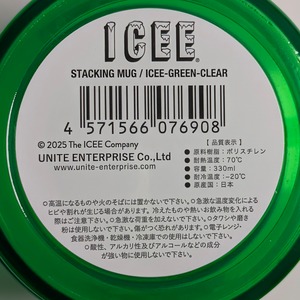 ICEE®
STACKING MUG / ICEE-GREEN-CLEAR
4 571566 076908
© 2025 The ICEE Company
UNITE ENTERPRISE Co.,Ltd
www.unite-enterprise.com
【 品質表示 】
● 原料樹脂：ポリスチレン
● 耐熱温度：70℃
● 容量：330ml
● 耐冷温度：−20℃
● 原産国：日本
○高温になるものや火のそばには置かないで下さい。○急激な温度変化による
ヒビや割れが生じる場合があります。冷えたものや熱いお飲み物を入れる
際はご注意下さい。○急激な荷重を加えないで下さい。○タワシや磨き
粉は使用しないで下さい。傷がつく恐れがあります。○電子レンジ・
食器洗浄機・乾燥機・冷凍庫での使用はしないで下さい。
○酸性、アルカリ性及びアルコールなどの成分
が強い物に使用しないで下さい。